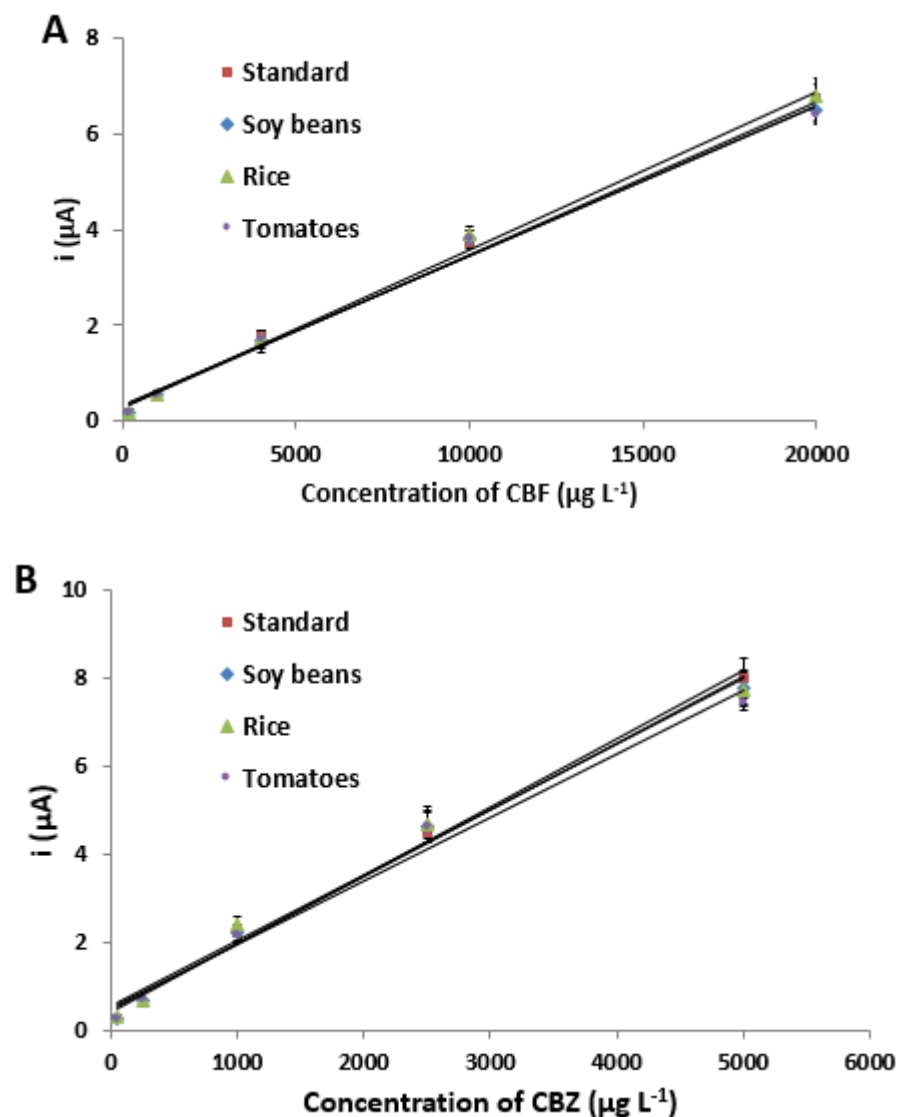 A
8
6
4
2
0
i (µA)
Standard
Soy beans
Rice
Tomatoes
0 5000 10000 15000 20000
Concentration of CBF (µg L⁻¹)
B
10
8
6
4
2
0
i (µA)
Standard
Soy beans
Rice
Tomatoes
0 1000 2000 3000 4000 5000 6000
Concentration of CBZ (µg L⁻¹)